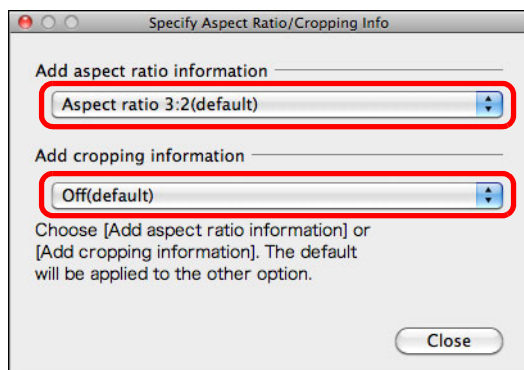 Specify Aspect Ratio/Cropping Info
Add aspect ratio information
Aspect ratio 3:2(default)
Add cropping information
Off(default)
Choose [Add aspect ratio information] or
[Add cropping information]. The default
will be applied to the other option.
Close